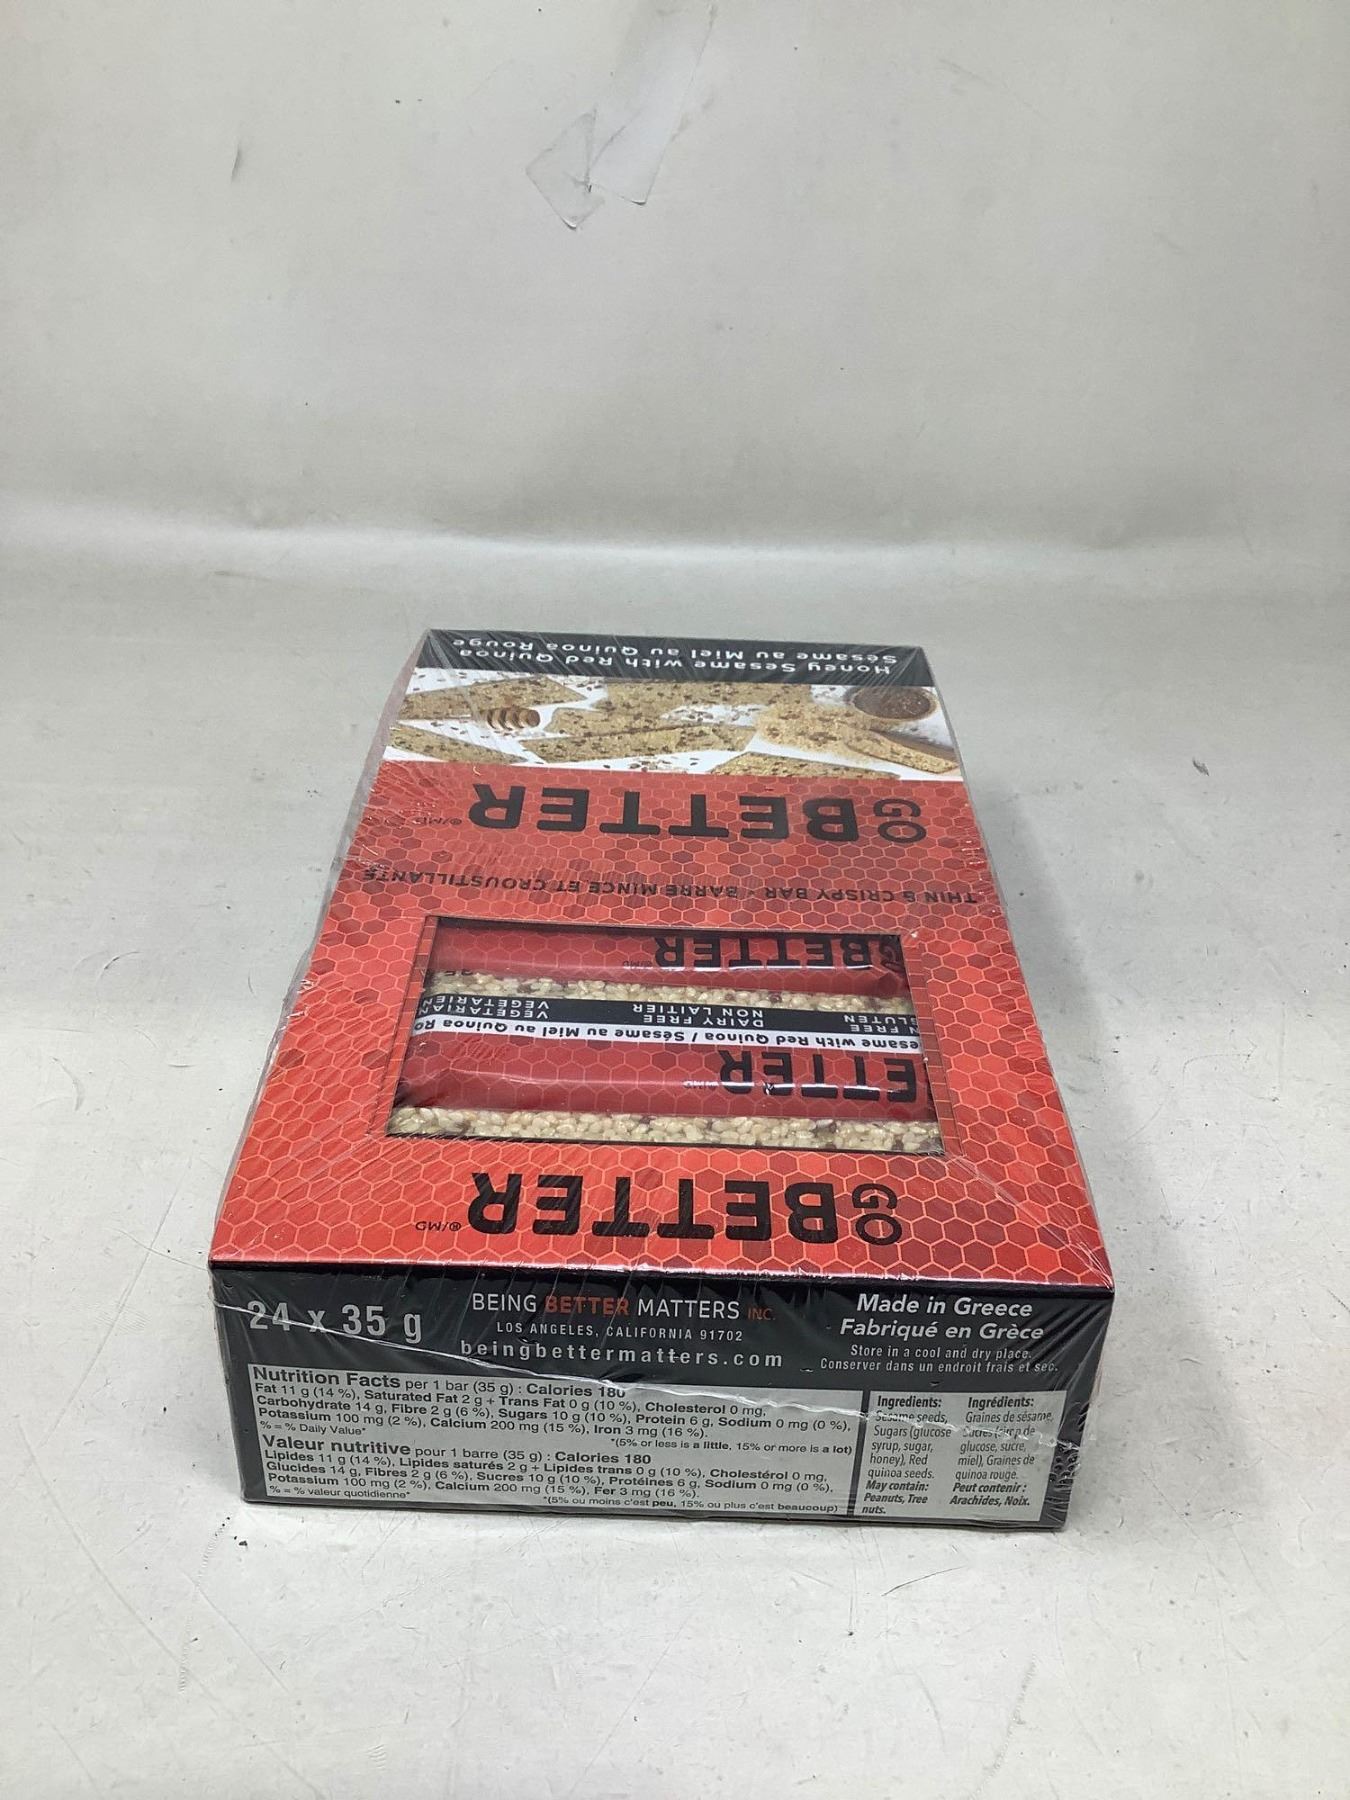 Honey Sesame with Red Quinoa
Sésame au Miel au Quinoa Rouge
GO BETTER ®/MD
THIN & CRISPY BAR • BARRE MINCE ET CROUSTILLANTE
GO BETTER ®/MD
ETTER
esame with Red Quinoa / Sésame au Miel au Quinoa Ro
N FREE DAIRY FREE VEGETARIAN
GLUTEN NON LAITIER VEGETARIEN
GO BETTER ®/MD
24 x 35 g
BEING BETTER MATTERS INC.
LOS ANGELES, CALIFORNIA 91702
beingbettermatters.com
Made in Greece
Fabriqué en Grèce
Store in a cool and dry place.
Conserver dans un endroit frais et sec.
Nutrition Facts per 1 bar (35 g) : Calories 180
Fat 11 g (14 %), Saturated Fat 2 g + Trans Fat 0 g (10 %), Cholesterol 0 mg,
Carbohydrate 14 g, Fibre 2 g (6 %), Sugars 10 g (10 %), Protein 6 g, Sodium 0 mg (0 %),
Potassium 100 mg (2 %), Calcium 200 mg (15 %), Iron 3 mg (16 %).
% = % Daily Value* *(5% or less is a little, 15% or more is a lot)
Valeur nutritive pour 1 barre (35 g) : Calories 180
Lipides 11 g (14 %), Lipides saturés 2 g + Lipides trans 0 g (10 %), Cholestérol 0 mg,
Glucides 14 g, Fibres 2 g (6 %), Sucres 10 g (10 %), Protéines 6 g, Sodium 0 mg (0 %),
Potassium 100 mg (2 %), Calcium 200 mg (15 %), Fer 3 mg (16 %).
% = % valeur quotidienne* *(5% ou moins c'est peu, 15% ou plus c'est beaucoup)
Ingredients:
Sesame seeds,
Sugars (glucose
syrup, sugar,
honey), Red
quinoa seeds.
May contain:
Peanuts, Tree
nuts.
Ingrédients:
Graines de sésame,
Sucres (sirop de
glucose, sucre,
miel), Graines de
quinoa rouge.
Peut contenir :
Arachides, Noix.